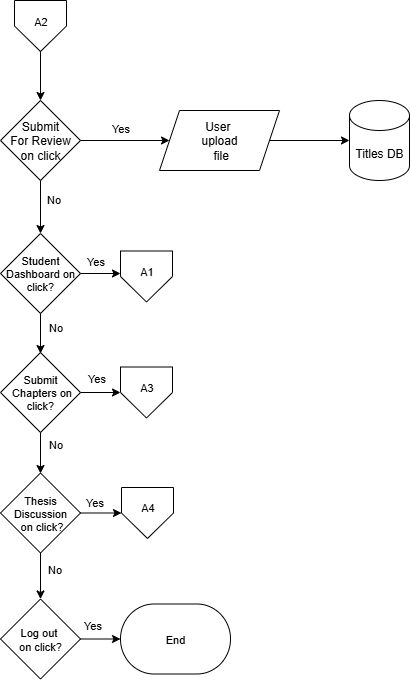 A2
Submit
For Review
on click
Yes
User
upload
file
Titles DB
No
Student
Dashboard on
click?
Yes
A1
No
Submit
Chapters on
click?
Yes
A3
No
Thesis
Discussion
on click?
Yes
A4
No
Log out
on click?
Yes
End